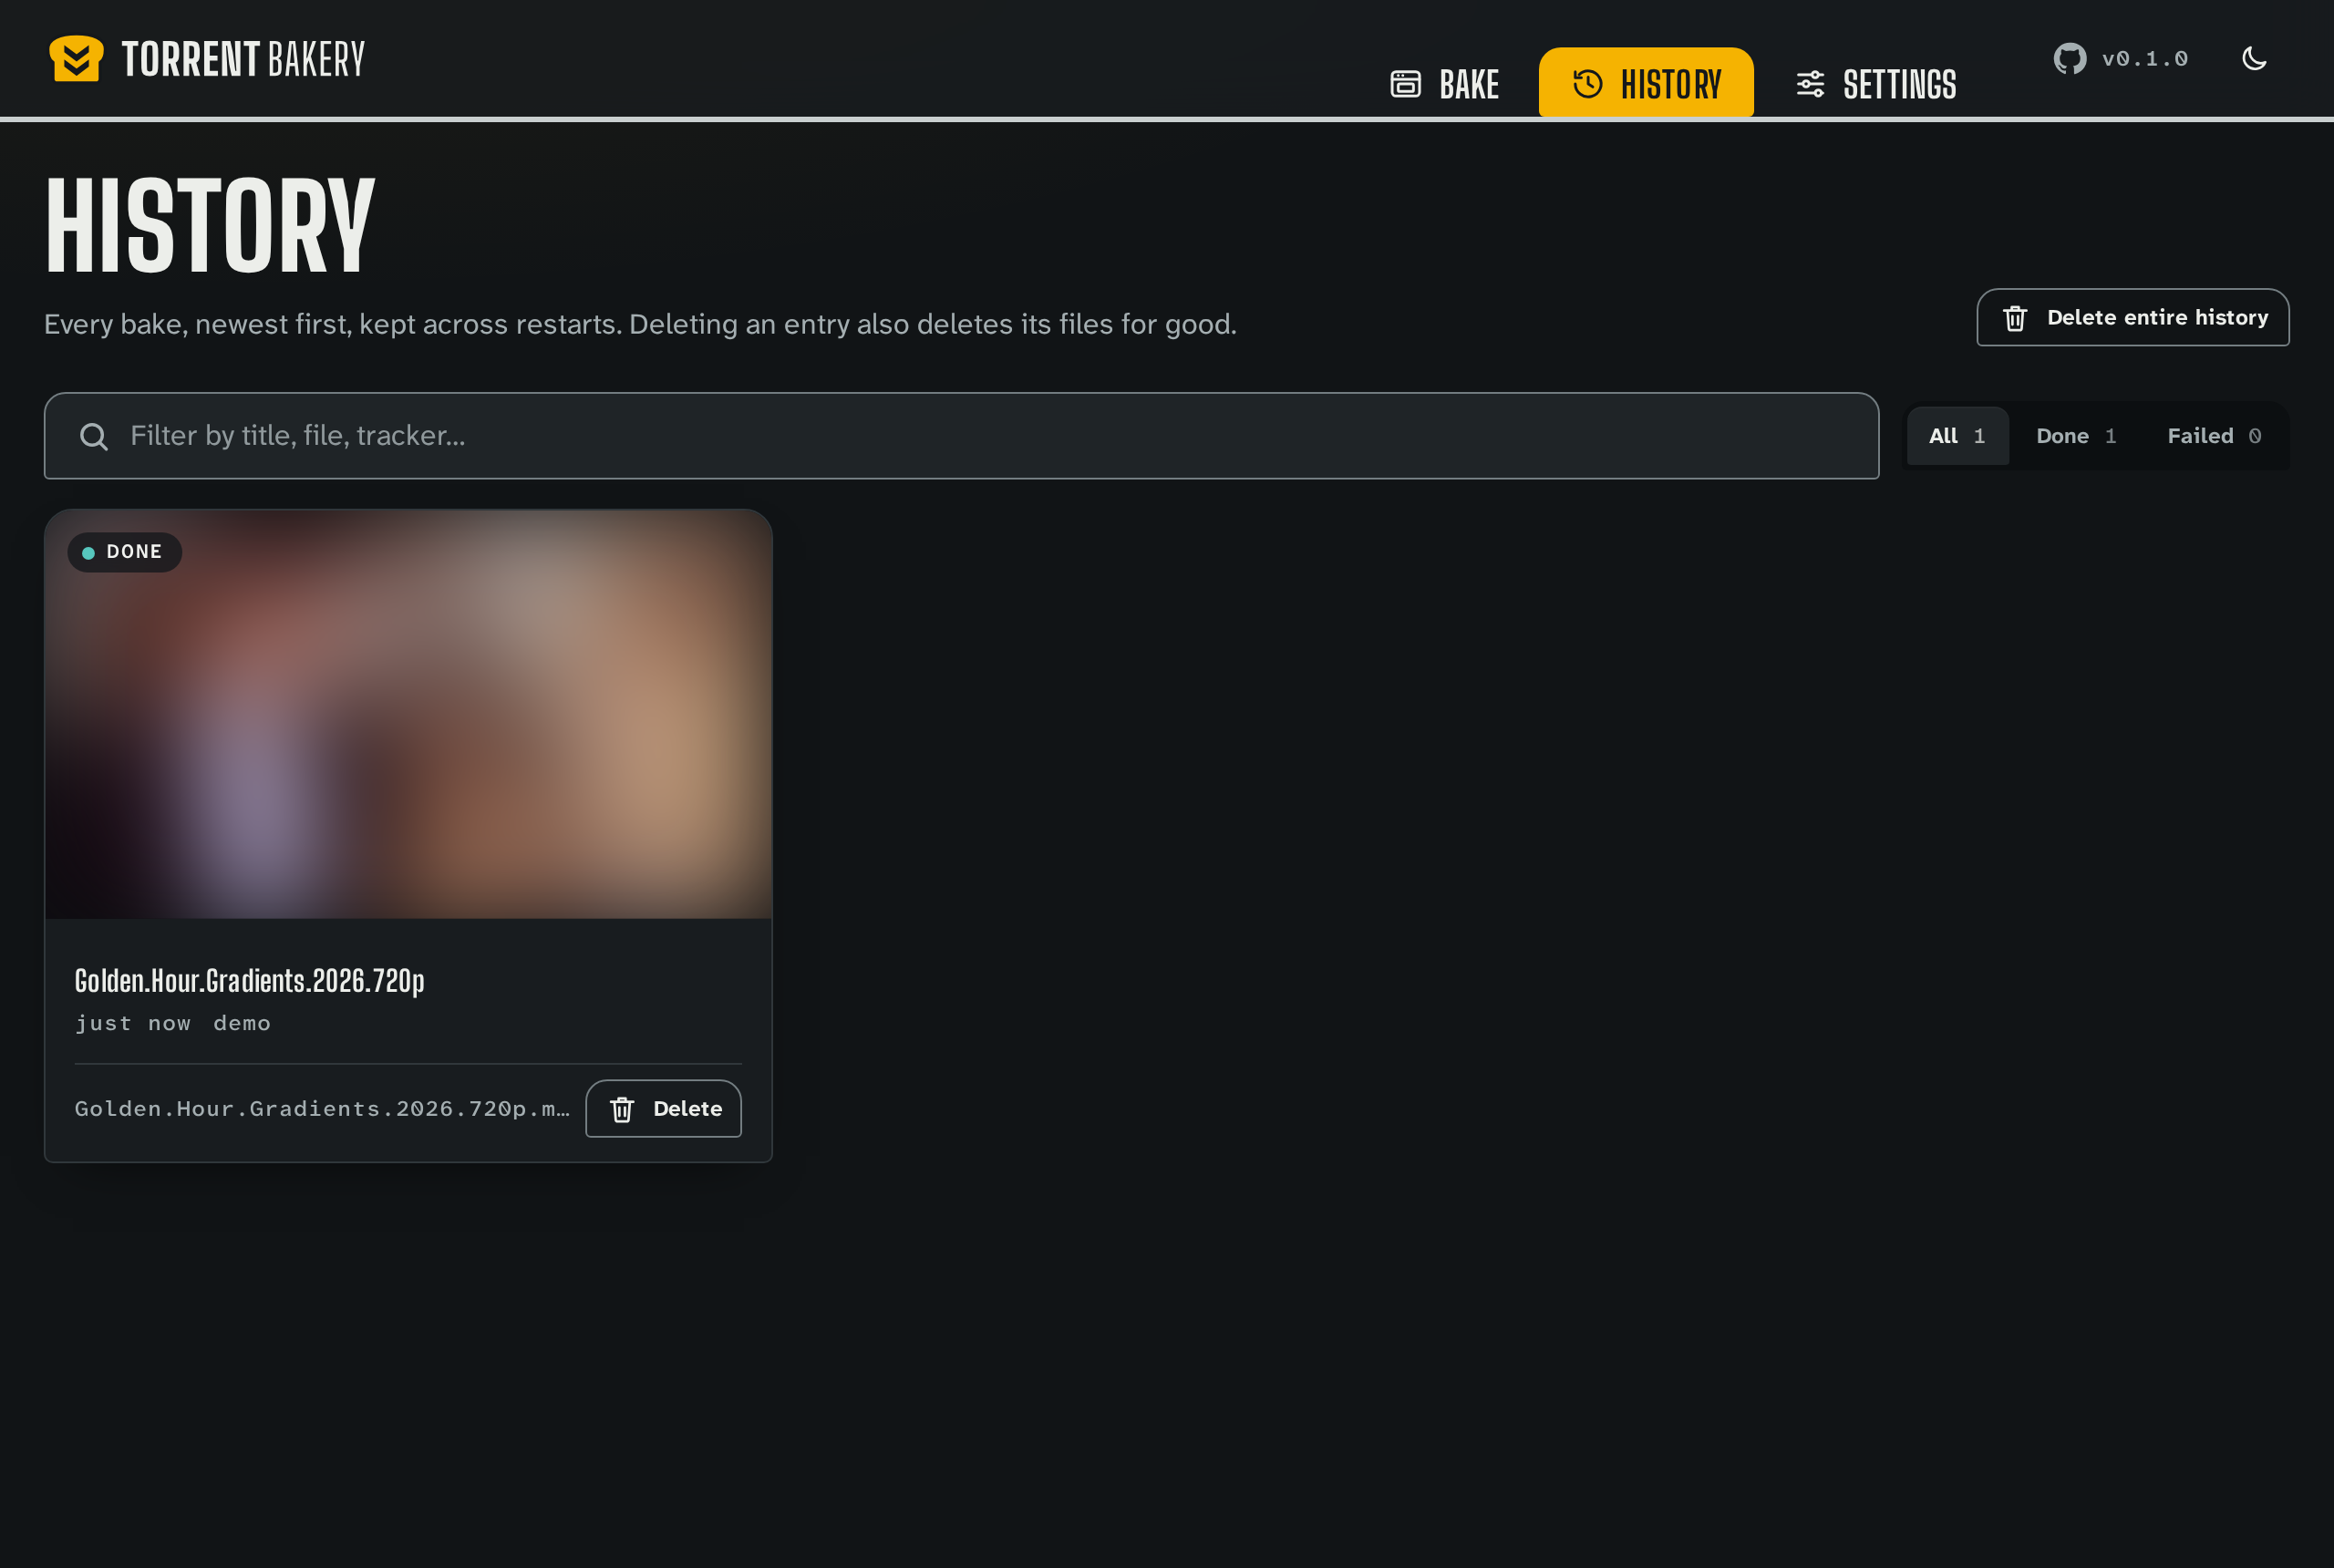 TORRENT BAKERY
BAKE
HISTORY
SETTINGS
v0.1.0
HISTORY
Every bake, newest first, kept across restarts. Deleting an entry also deletes its files for good.
Delete entire history
Filter by title, file, tracker...
All 1
Done 1
Failed 0
DONE
Golden.Hour.Gradients.2026.720p
just now demo
Golden.Hour.Gradients.2026.720p.m…
Delete